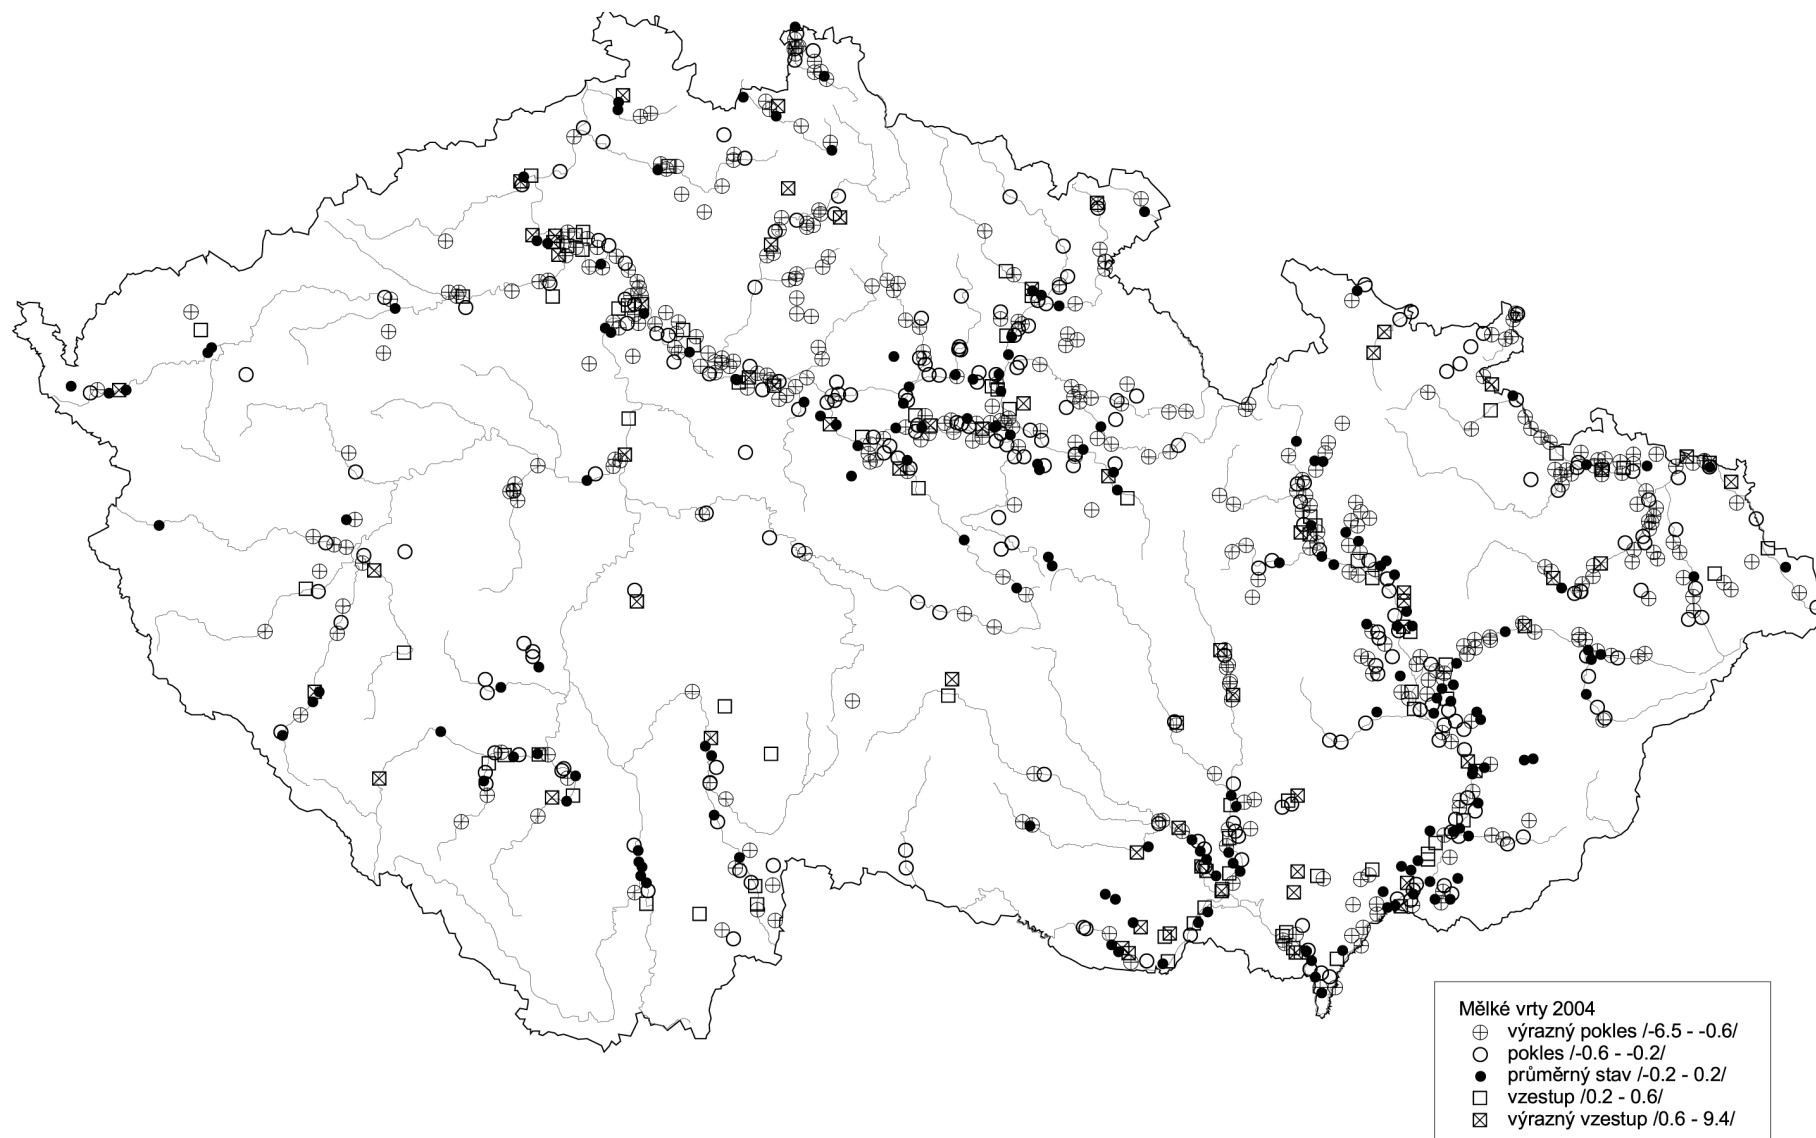 Mělké vrty 2004
výrazný pokles /-6.5 - -0.6/
pokles /-0.6 - -0.2/
průměrný stav /-0.2 - 0.2/
vzestup /0.2 - 0.6/
výrazný vzestup /0.6 - 9.4/